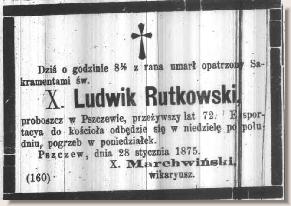 Dziś o godzinie 8¾ z rana umarł opatrzony Sa-
kramentami św.
X. Ludwik Rutkowski,
proboszcz w Pszczewie, przeżywszy lat 72. Ekspor-
tacya do kościoła odbędzie się w niedzielę po połu-
dniu, pogrzeb w poniedziałek.
Pszczew, dnia 28 stycznia 1875.
X. Marchwiński,
wikaryusz.
(160)